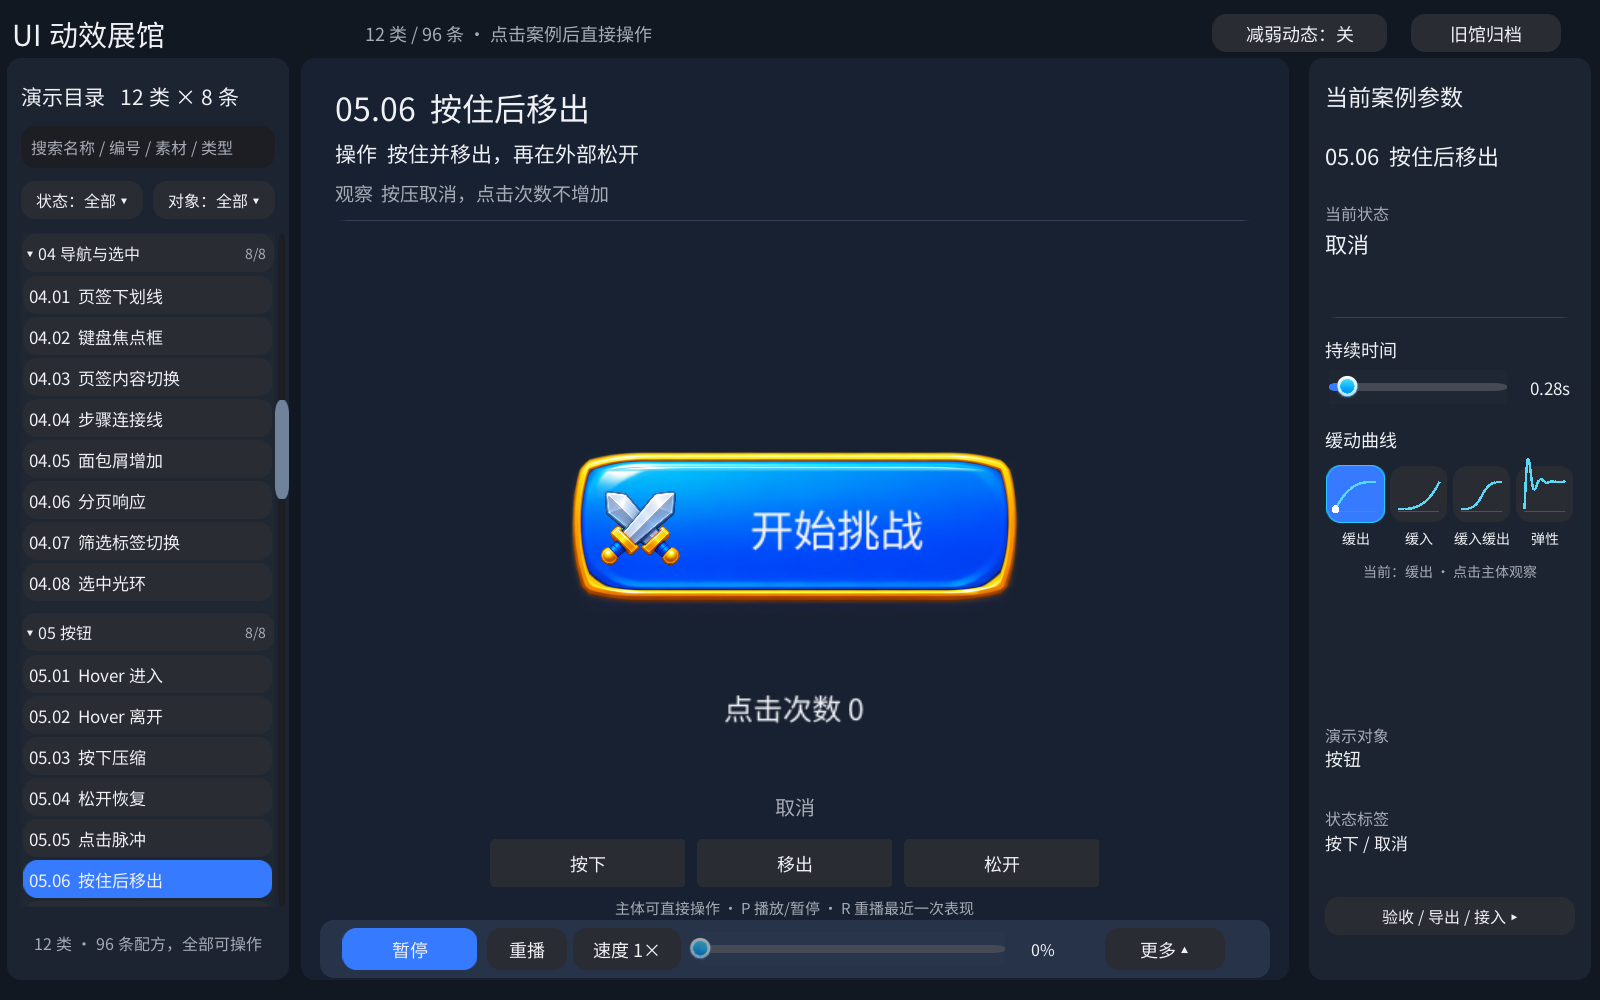 UI 动效展馆
12 类 / 96 条 · 点击案例后直接操作
减弱动态：关
旧馆归档
演示目录 12 类 × 8 条
搜索名称 / 编号 / 素材 / 类型
状态：全部 ▾
对象：全部 ▾
▾ 04 导航与选中 8/8
04.01 页签下划线
04.02 键盘焦点框
04.03 页签内容切换
04.04 步骤连接线
04.05 面包屑增加
04.06 分页响应
04.07 筛选标签切换
04.08 选中光环
▾ 05 按钮 8/8
05.01 Hover 进入
05.02 Hover 离开
05.03 按下压缩
05.04 松开恢复
05.05 点击脉冲
05.06 按住后移出
12 类 · 96 条配方，全部可操作
05.06 按住后移出
操作 按住并移出，再在外部松开
观察 按压取消，点击次数不增加
开始挑战
点击次数 0
取消
按下
移出
松开
主体可直接操作 · P 播放/暂停 · R 重播最近一次表现
暂停
重播
速度 1×
0%
更多 ▴
当前案例参数
05.06 按住后移出
当前状态
取消
持续时间
0.28s
缓动曲线
缓出
缓入
缓入缓出
弹性
当前：缓出 · 点击主体观察
演示对象
按钮
状态标签
按下 / 取消
验收 / 导出 / 接入 ▸